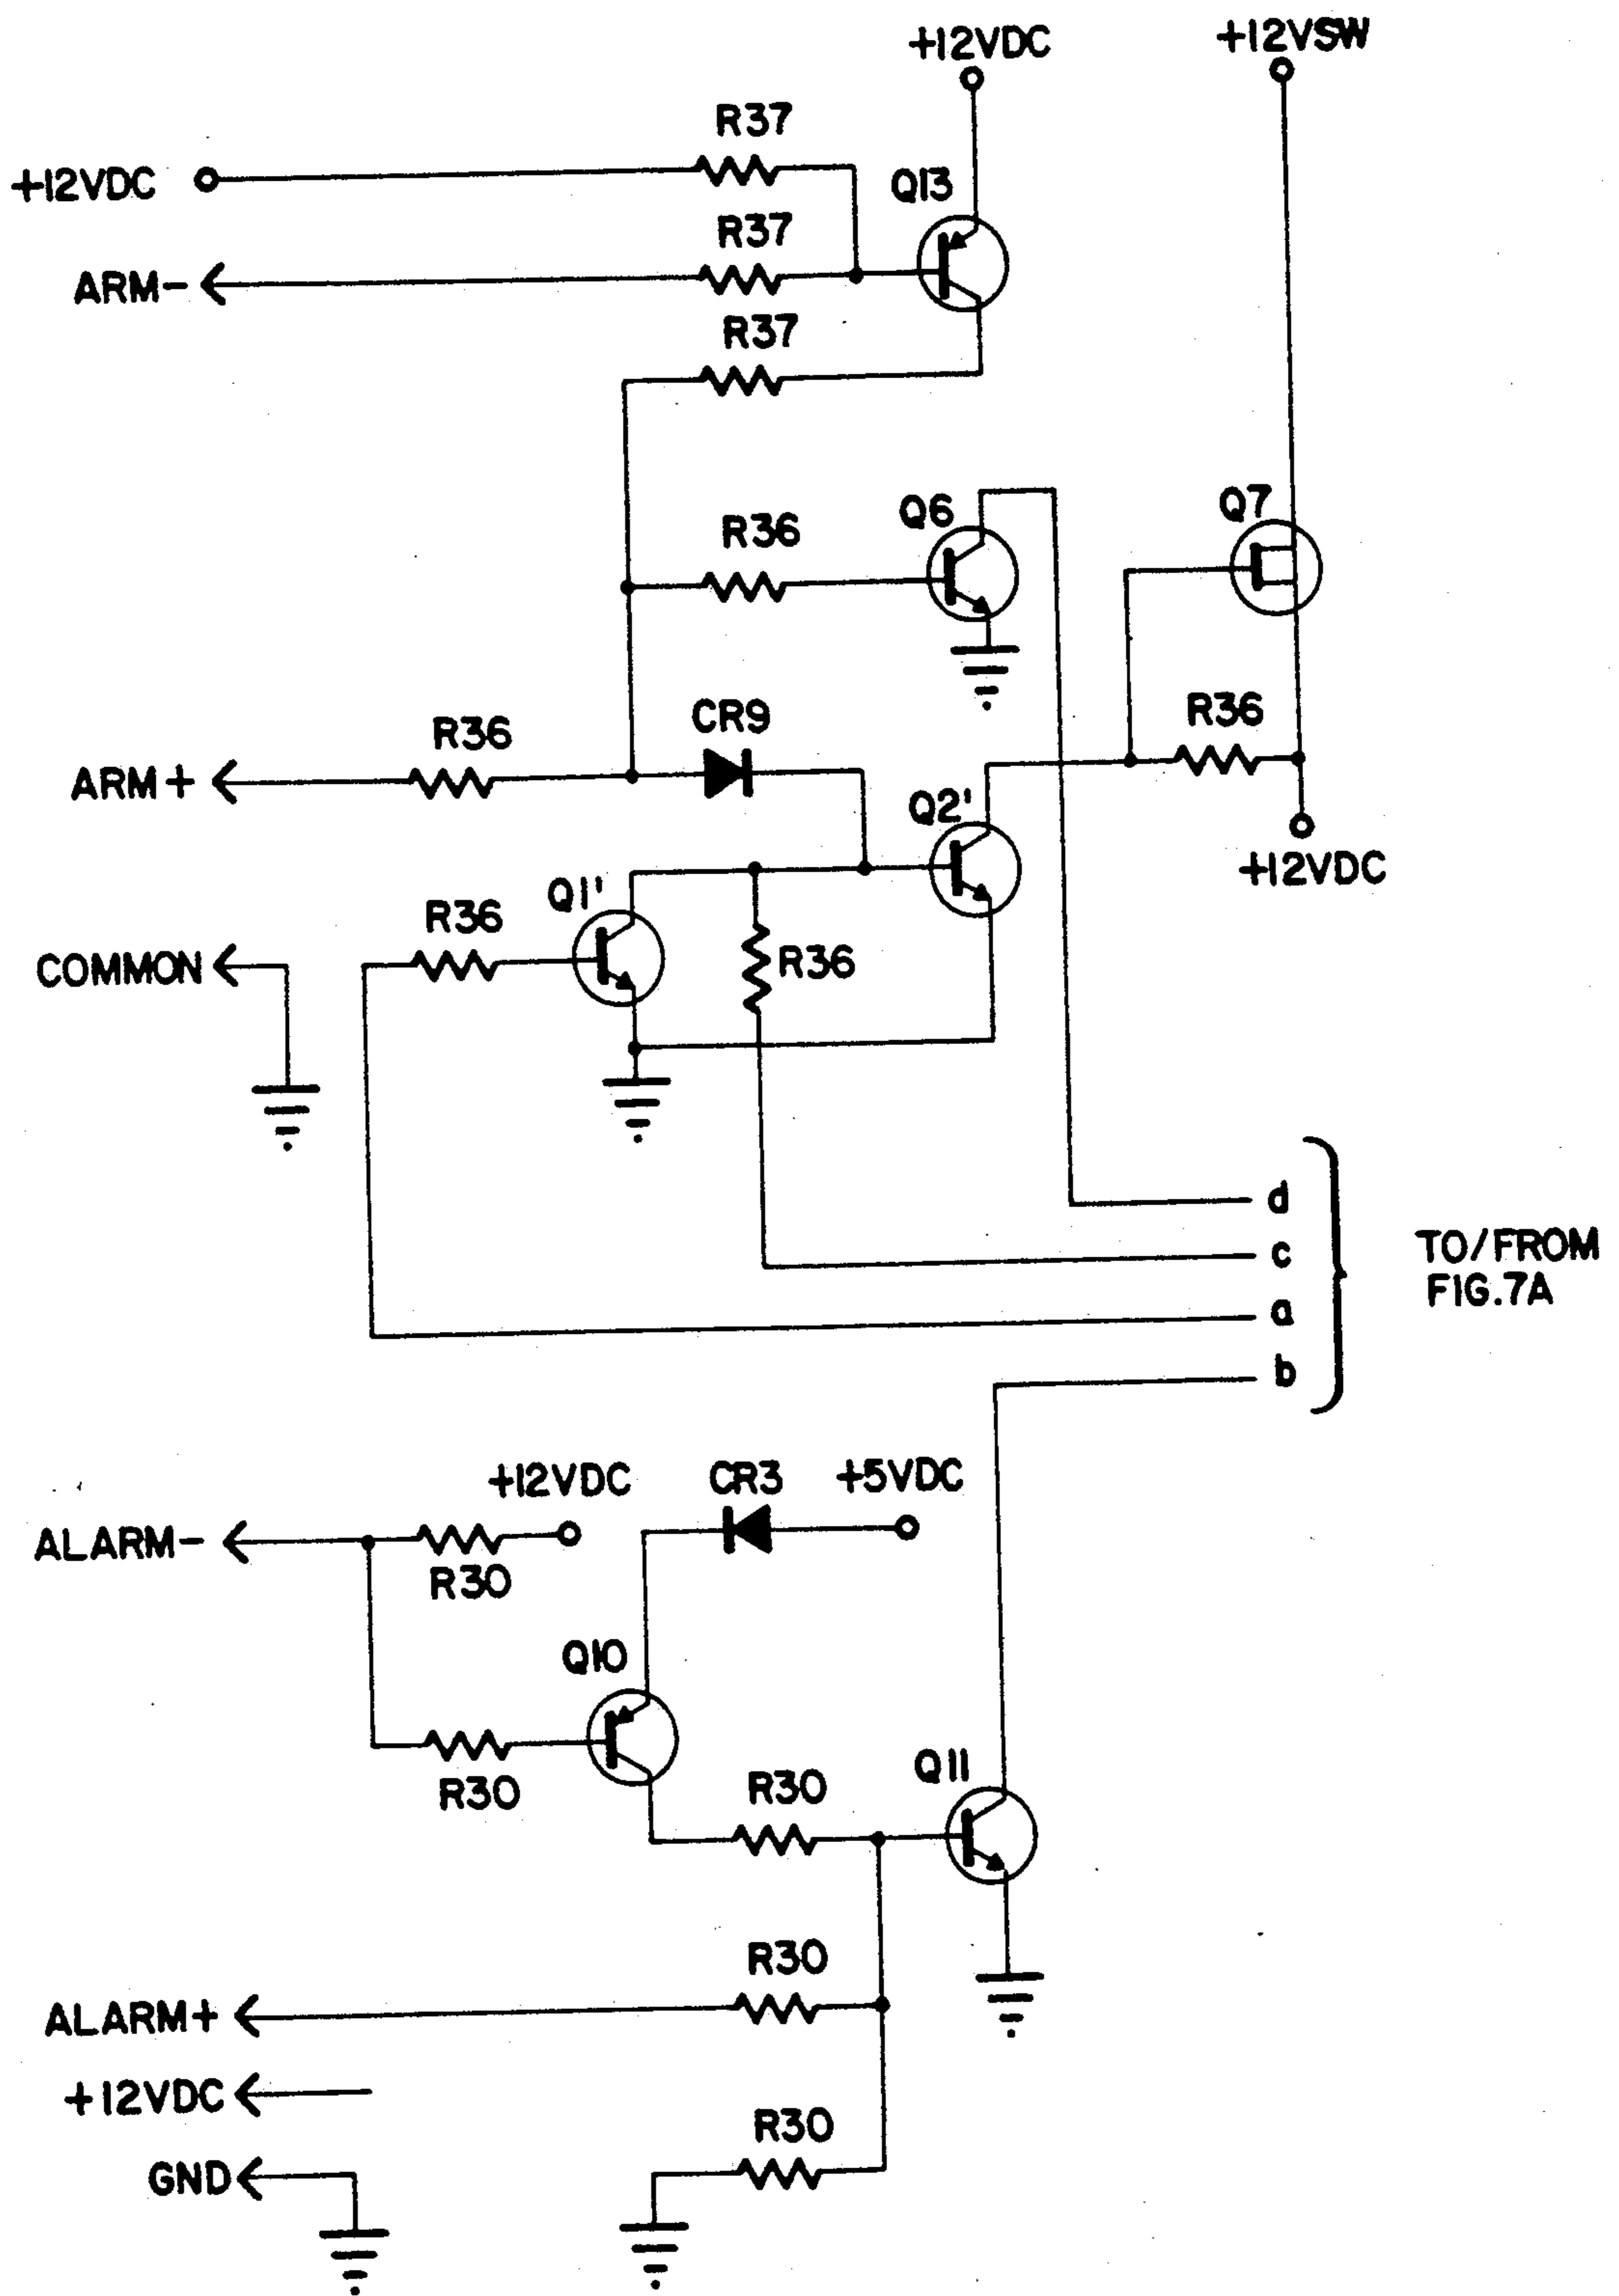 +12VDC
+12VSW
R37
+12VDC
Q13
R37
ARM-
R37
Q6
Q7
R36
CR9
R36
R36
ARM+
Q2'
+12VDC
Q1'
R36
COMMON
R36
d
c
TO/FROM
FIG.7A
a
b
+12VDC
CR3
+5VDC
ALARM-
R30
Q10
Q11
R30
R30
R30
ALARM+
+12VDC
R30
GND